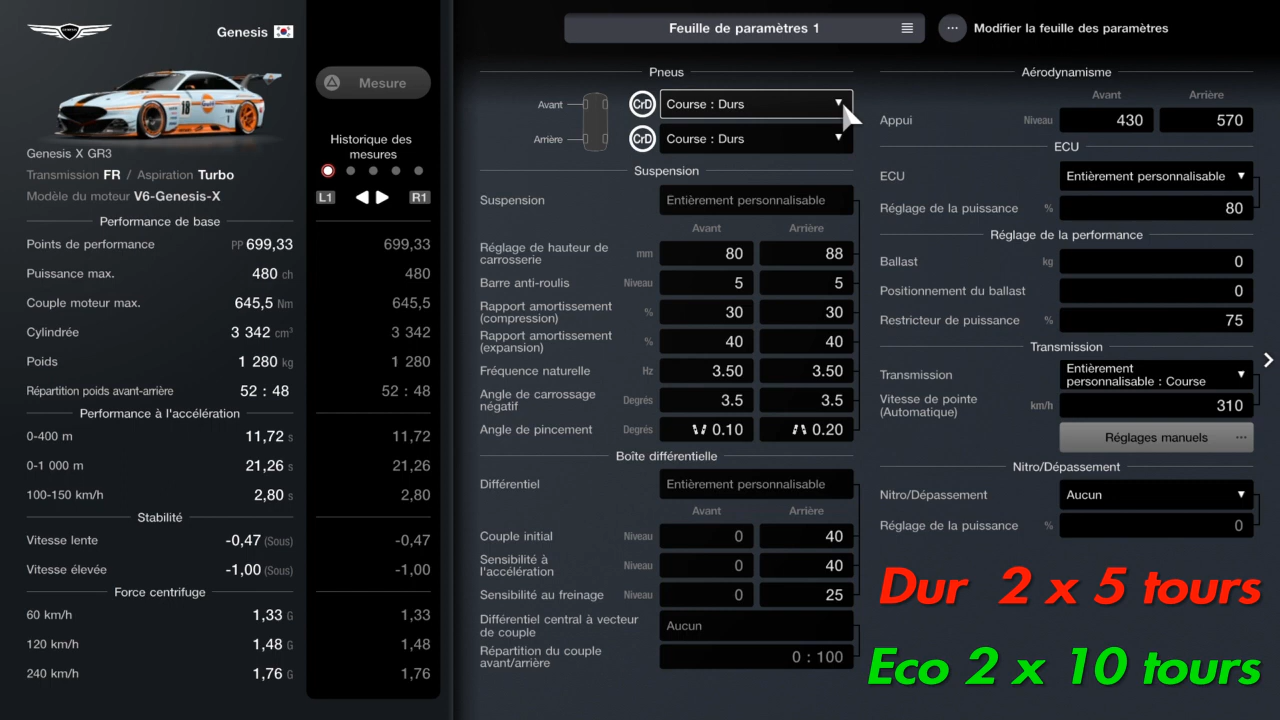 Genesis
Genesis X GR3
Transmission FR / Aspiration Turbo
Modèle du moteur V6-Genesis-X
Performance de base
Points de performance PP 699,33
Puissance max. 480 ch
Couple moteur max. 645,5 Nm
Cylindrée 3 342 cm³
Poids 1 280 kg
Répartition poids avant-arrière 52 : 48
Performance à l'accélération
0-400 m 11,72 s
0-1 000 m 21,26 s
100-150 km/h 2,80 s
Stabilité
Vitesse lente -0,47 (Sous)
Vitesse élevée -1,00 (Sous)
Force centrifuge
60 km/h 1,33 G
120 km/h 1,48 G
240 km/h 1,76 G
Mesure
Historique des
mesures
L1 R1
699,33
480
645,5
3 342
1 280
52 : 48
11,72
21,26
2,80
-0,47
-1,00
1,33
1,48
1,76
Feuille de paramètres 1
Modifier la feuille des paramètres
Pneus
Avant CrD Course : Durs
Arrière CrD Course : Durs
Suspension
Suspension Entièrement personnalisable
Avant Arrière
Réglage de hauteur de
carrosserie mm 80 88
Barre anti-roulis Niveau 5 5
Rapport amortissement
(compression) % 30 30
Rapport amortissement
(expansion) % 40 40
Fréquence naturelle Hz 3.50 3.50
Angle de carrossage
négatif Degrés 3.5 3.5
Angle de pincement Degrés 0.10 0.20
Boîte différentielle
Différentiel Entièrement personnalisable
Avant Arrière
Couple initial Niveau 0 40
Sensibilité à
l'accélération Niveau 0 40
Sensibilité au freinage Niveau 0 25
Différentiel central à vecteur
de couple Aucun
Répartition du couple
avant/arrière 0 : 100
Aérodynamisme
Avant Arrière
Appui Niveau 430 570
ECU
ECU Entièrement personnalisable
Réglage de la puissance % 80
Réglage de la performance
Ballast kg 0
Positionnement du ballast 0
Restricteur de puissance % 75
Transmission
Transmission Entièrement
personnalisable : Course
Vitesse de pointe
(Automatique) km/h 310
Réglages manuels
Nitro/Dépassement
Nitro/Dépassement Aucun
Réglage de la puissance % 0
Dur 2 x 5 tours
Eco 2 x 10 tours